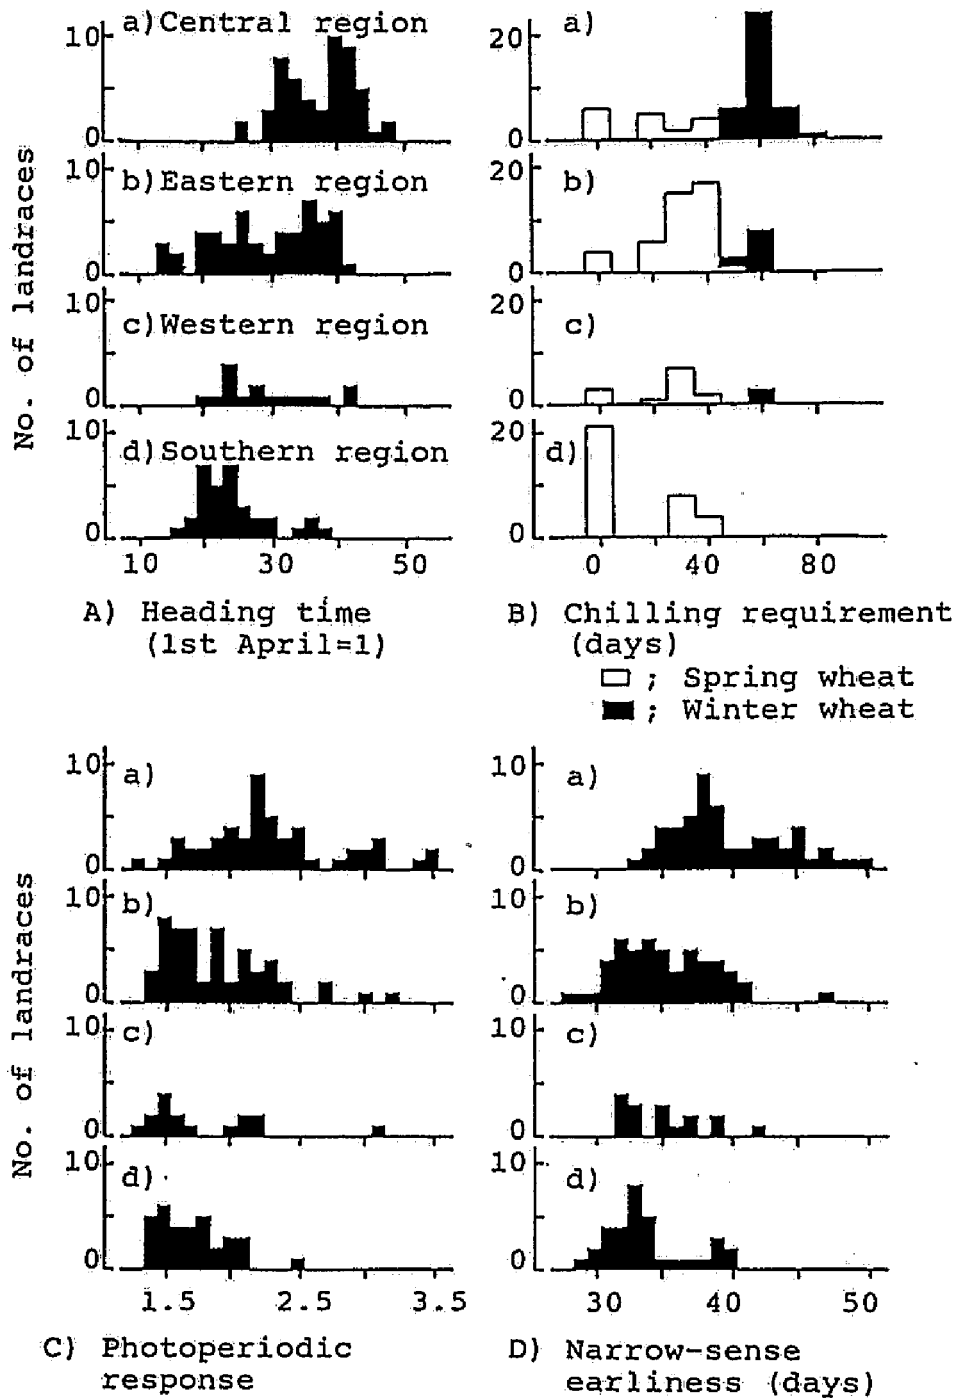 No. of landraces
a) Central region
10
0
b) Eastern region
10
0
c) Western region
10
0
d) Southern region
10
0
10 30 50
A) Heading time
(1st April=1)
a)
20
0
b)
20
0
c)
20
0
d)
20
0
0 40 80
B) Chilling requirement
(days)
; Spring wheat
; Winter wheat
No. of landraces
a)
10
0
b)
10
0
c)
10
0
d)
10
0
1.5 2.5 3.5
C) Photoperiodic
response
a)
10
0
b)
10
0
c)
10
0
d)
10
0
30 40 50
D) Narrow-sense
earliness (days)